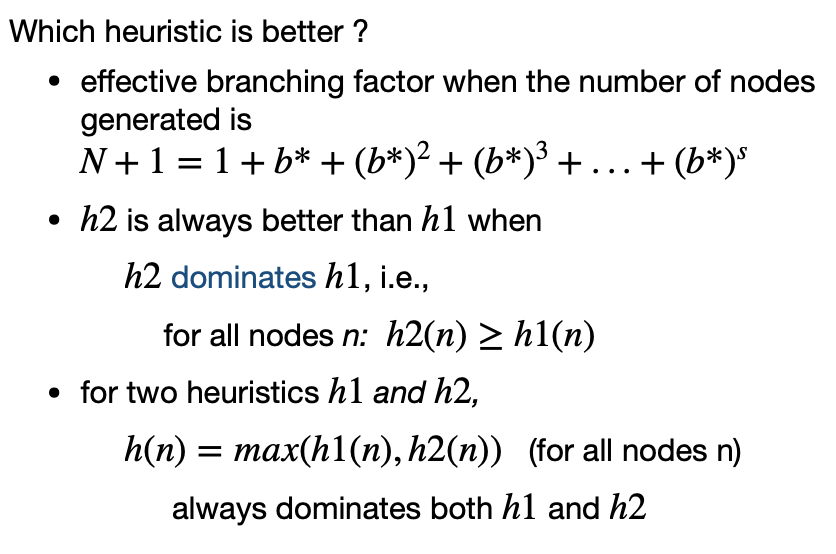 Which heuristic is better ?
• effective branching factor when the number of nodes
generated is
N + 1 = 1 + b* + (b*)² + (b*)³ + . . . + (b*)ˢ
• h2 is always better than h1 when
h2 dominates h1, i.e.,
for all nodes n: h2(n) ≥ h1(n)
• for two heuristics h1 and h2,
h(n) = max(h1(n), h2(n)) (for all nodes n)
always dominates both h1 and h2